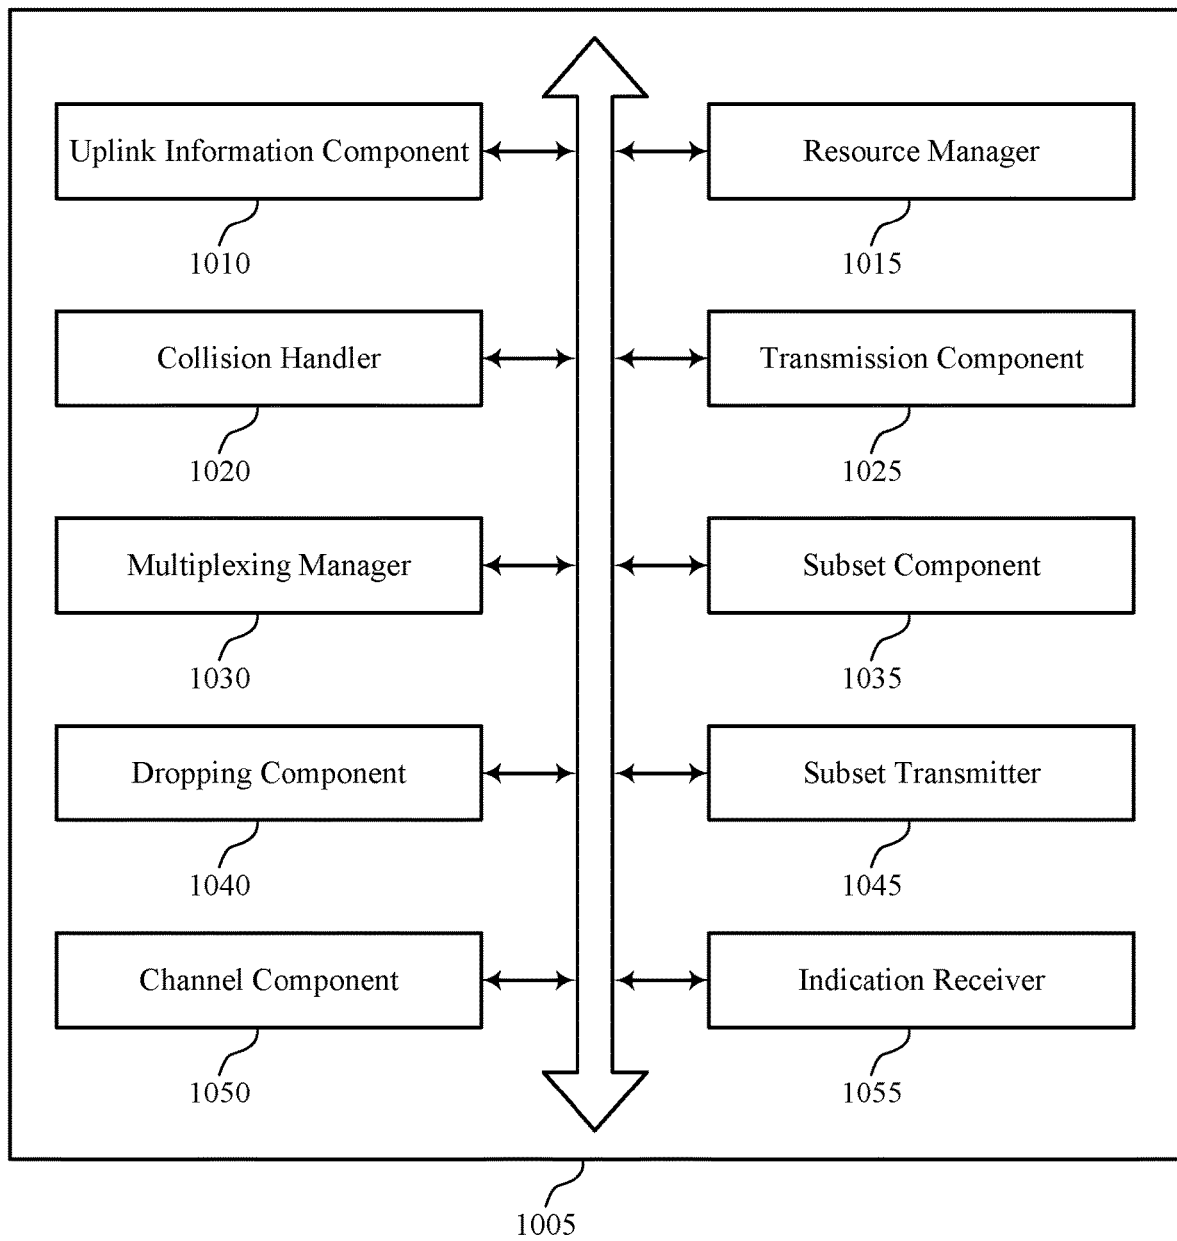 Uplink Information Component
1010
Resource Manager
1015
Collision Handler
1020
Transmission Component
1025
Multiplexing Manager
1030
Subset Component
1035
Dropping Component
1040
Subset Transmitter
1045
Channel Component
1050
Indication Receiver
1055
1005